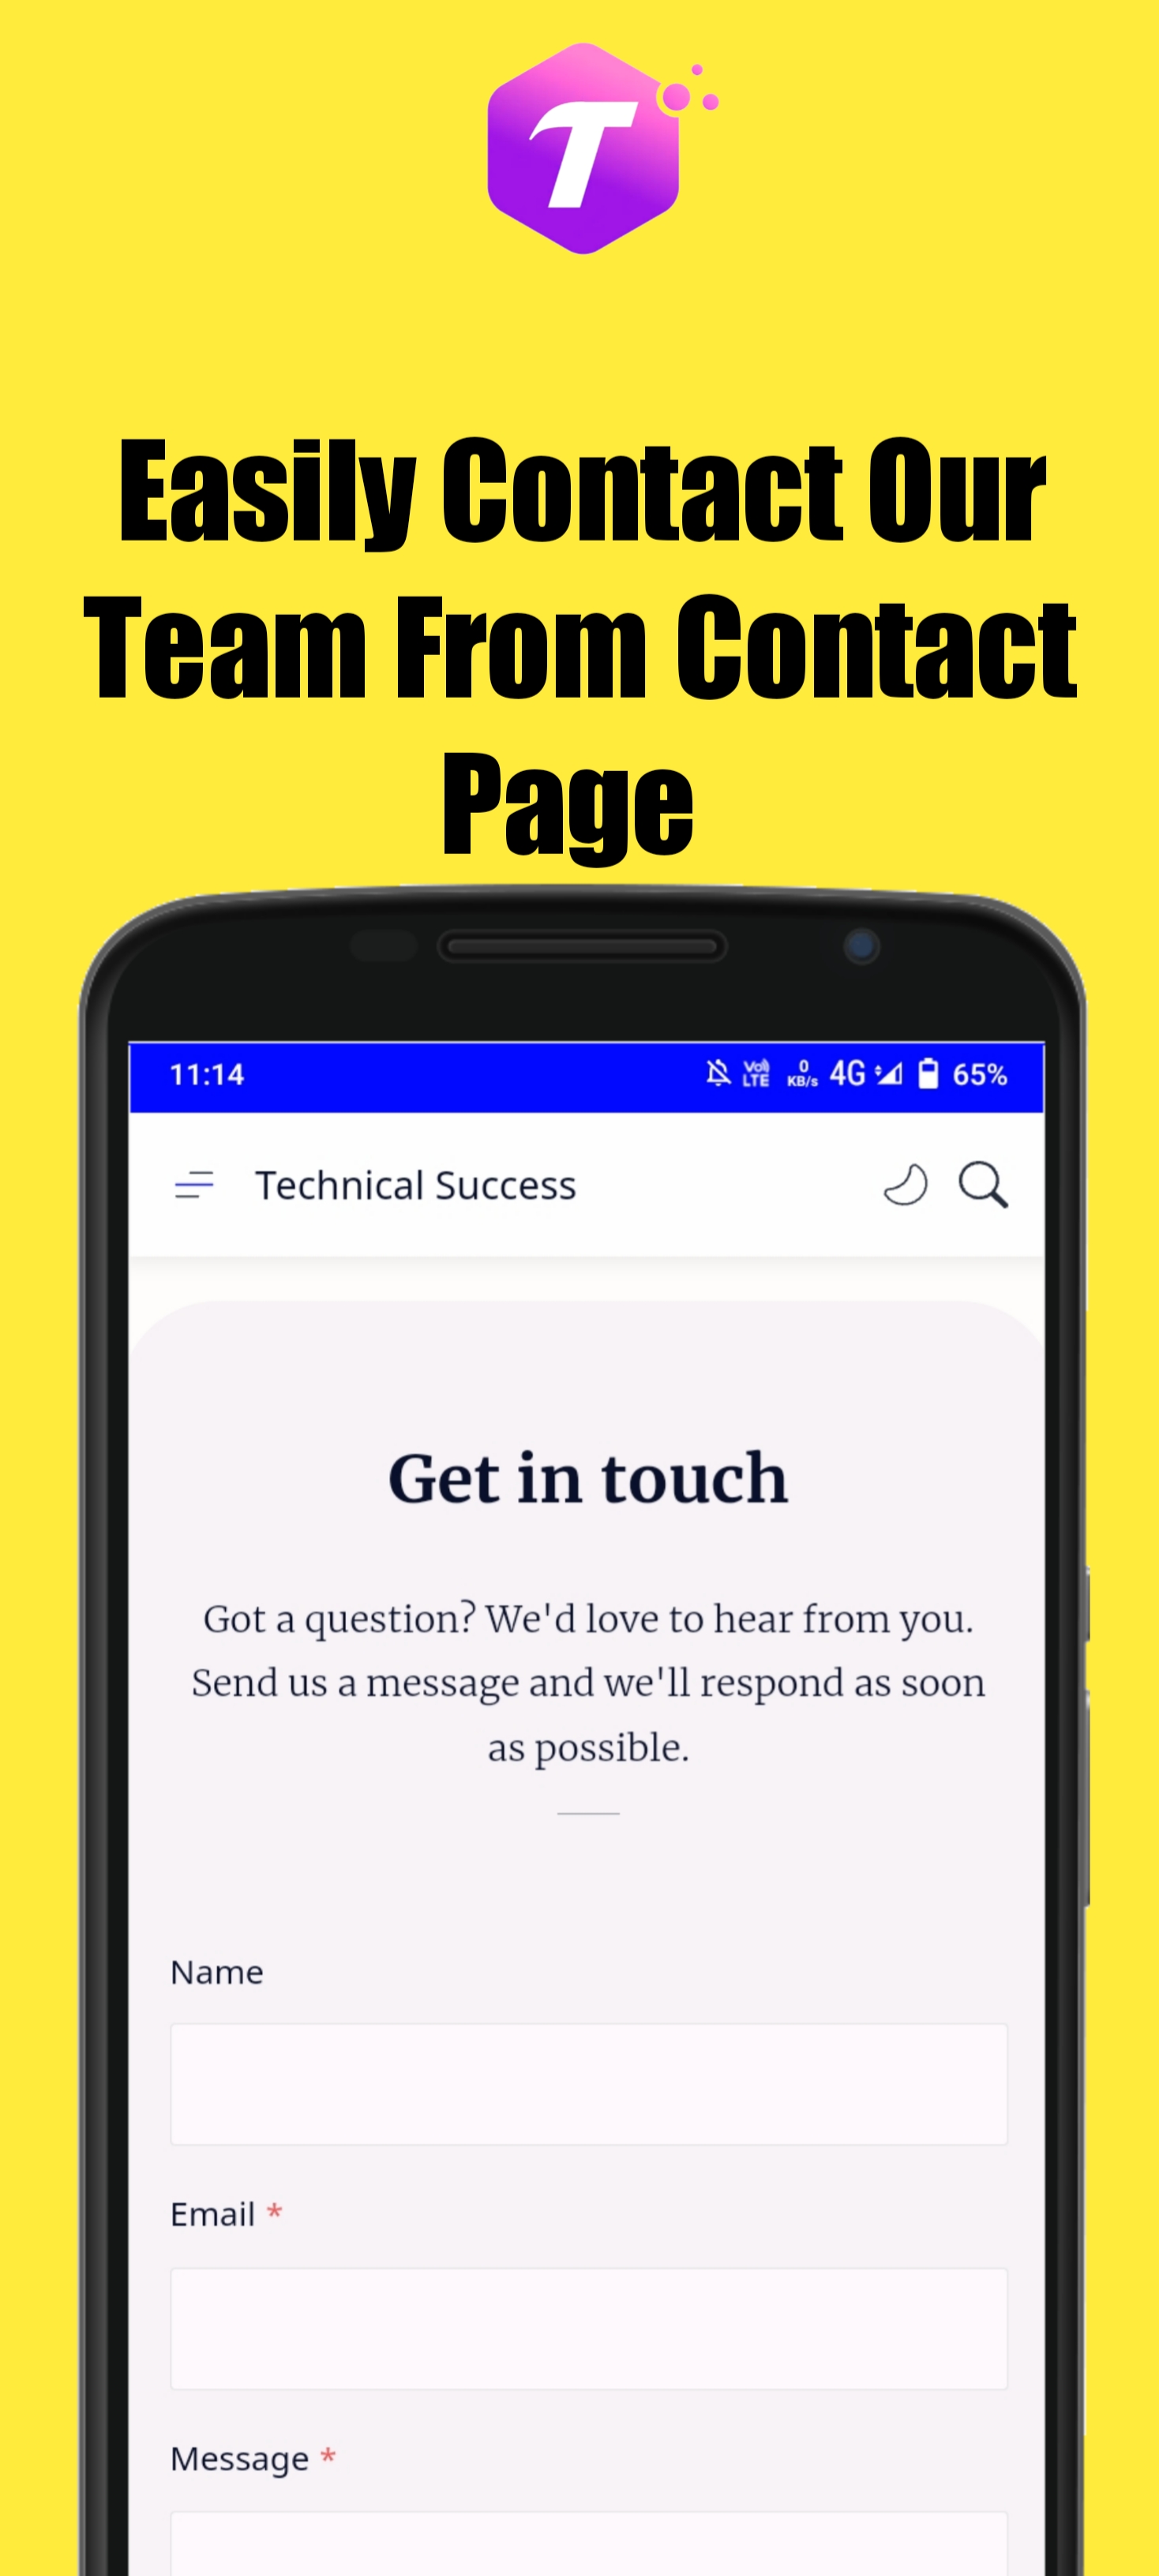 T
Easily Contact Our
Team From Contact
Page
11:14 Vo) LTE 0 KB/s 4G 65%
Technical Success
Get in touch
Got a question? We'd love to hear from you.
Send us a message and we'll respond as soon
as possible.
Name
Email *
Message *